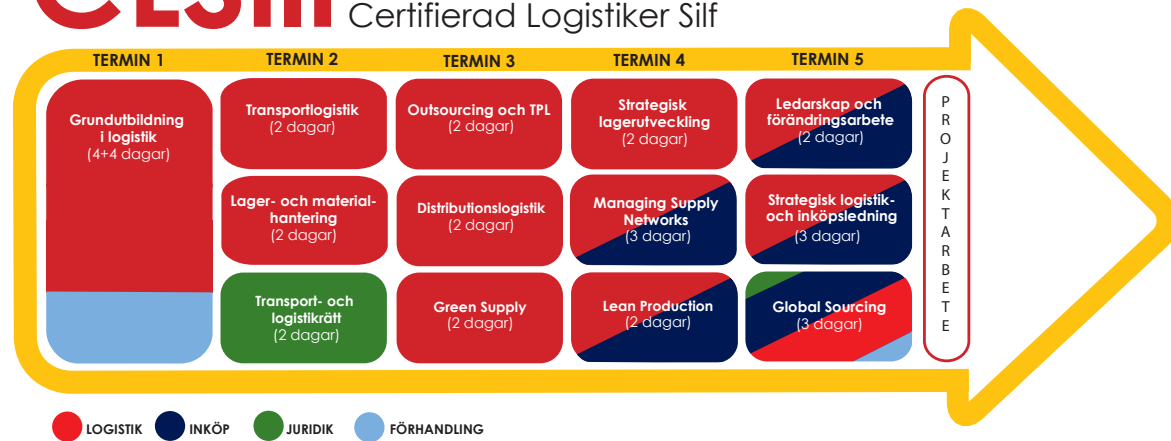 Certifierad Logistiker Silf
TERMIN 1
TERMIN 2
TERMIN 3
TERMIN 4
TERMIN 5
Grundutbildning
i logistik
(4+4 dagar)
Transportlogistik
(2 dagar)
Lager- och material-
hantering
(2 dagar)
Transport- och
logistikrätt
(2 dagar)
Outsourcing och TPL
(2 dagar)
Distributionslogistik
(2 dagar)
Green Supply
(2 dagar)
Strategisk
lagerutveckling
(2 dagar)
Managing Supply
Networks
(3 dagar)
Lean Production
(2 dagar)
Ledarskap och
förändringsarbete
(2 dagar)
Strategisk logistik-
och inköpsledning
(3 dagar)
Global Sourcing
(3 dagar)
PROJEKTARBETE
LOGISTIK
INKÖP
JURIDIK
FÖRHANDLING